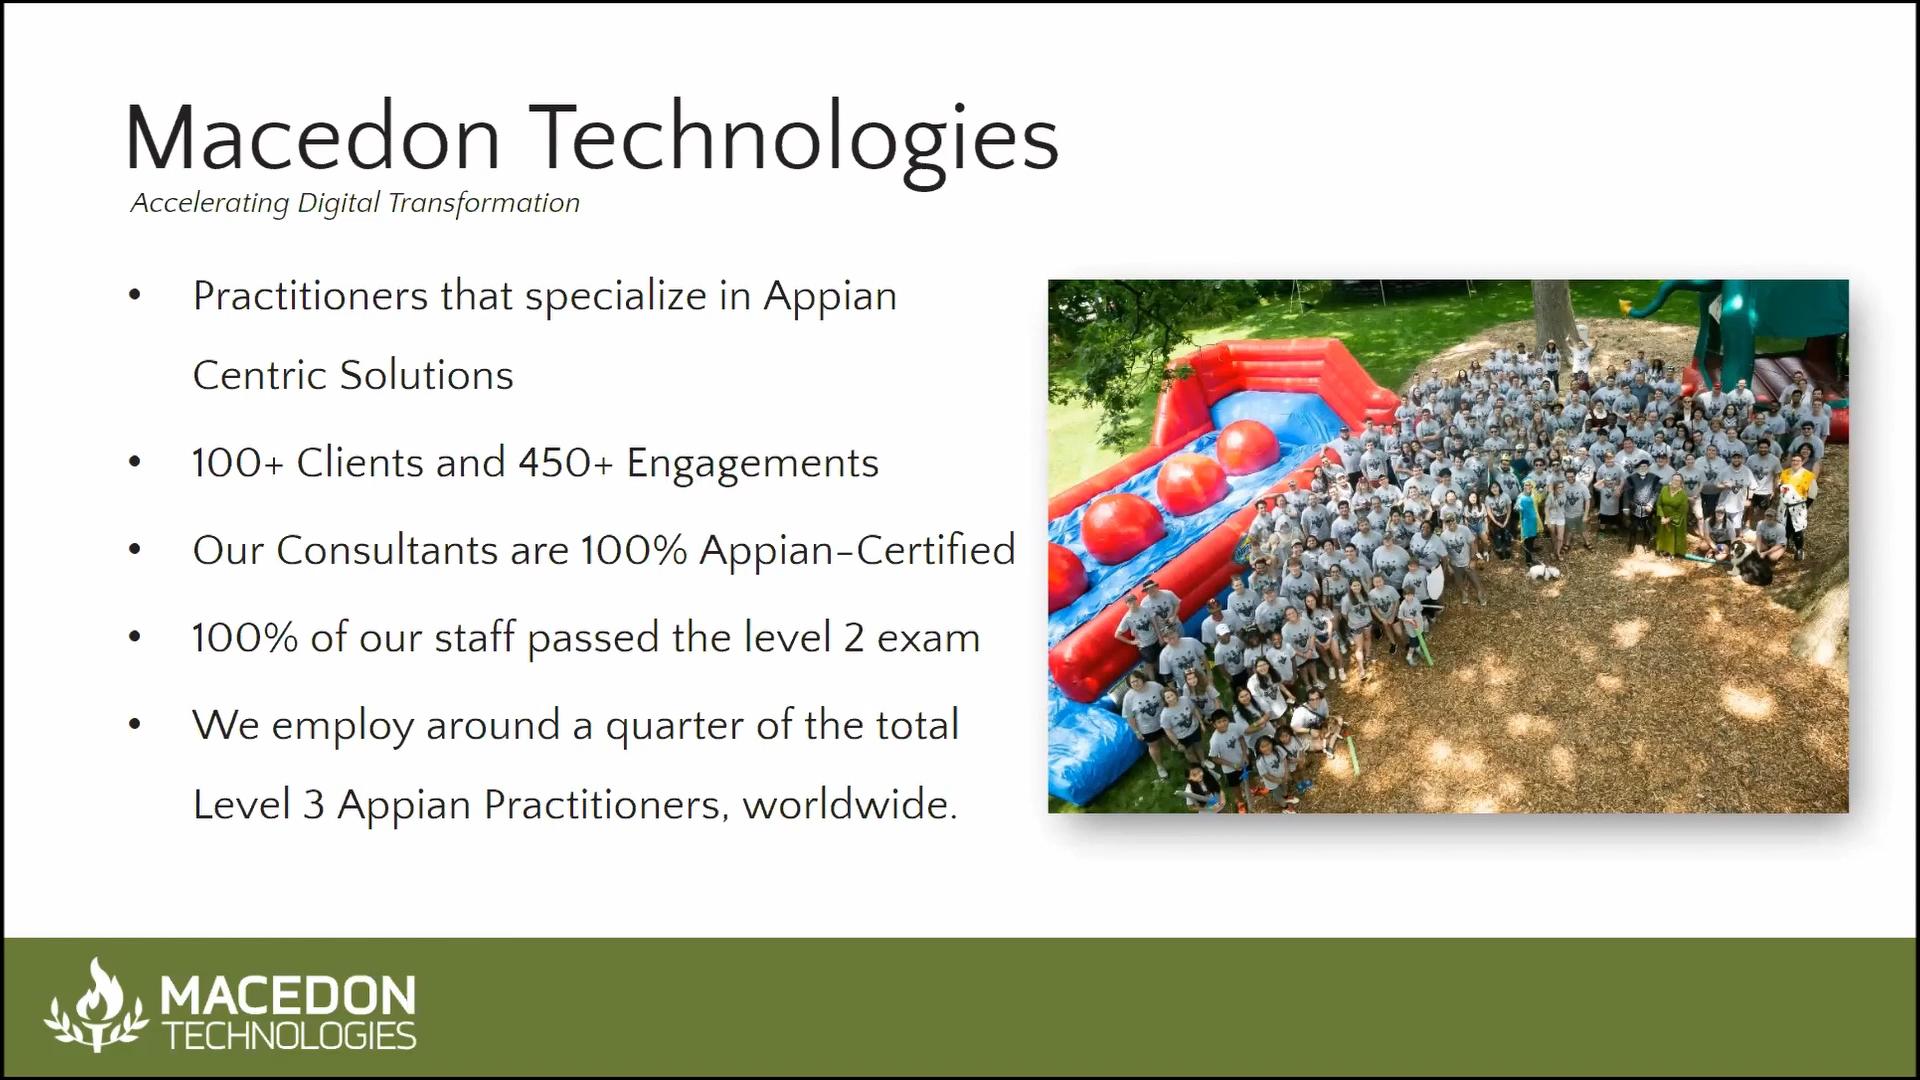 Macedon Technologies
Accelerating Digital Transformation
• Practitioners that specialize in Appian
Centric Solutions
• 100+ Clients and 450+ Engagements
• Our Consultants are 100% Appian-Certified
• 100% of our staff passed the level 2 exam
• We employ around a quarter of the total
Level 3 Appian Practitioners, worldwide.
MACEDON
TECHNOLOGIES